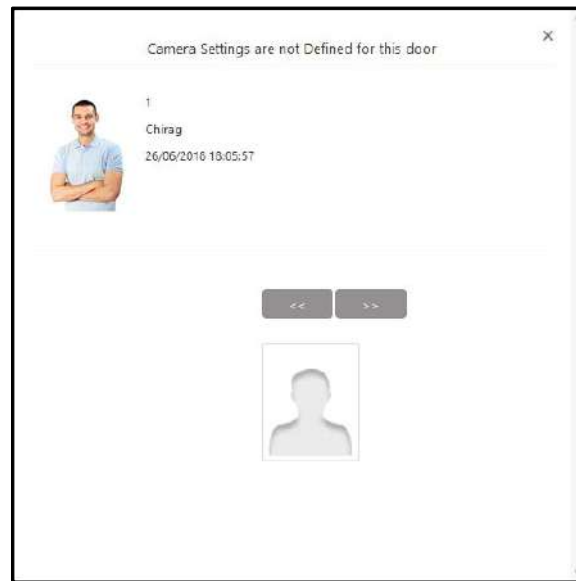 Camera Settings are not Defined for this door
1
Chirag
26/06/2018 18:05:57
<< >>